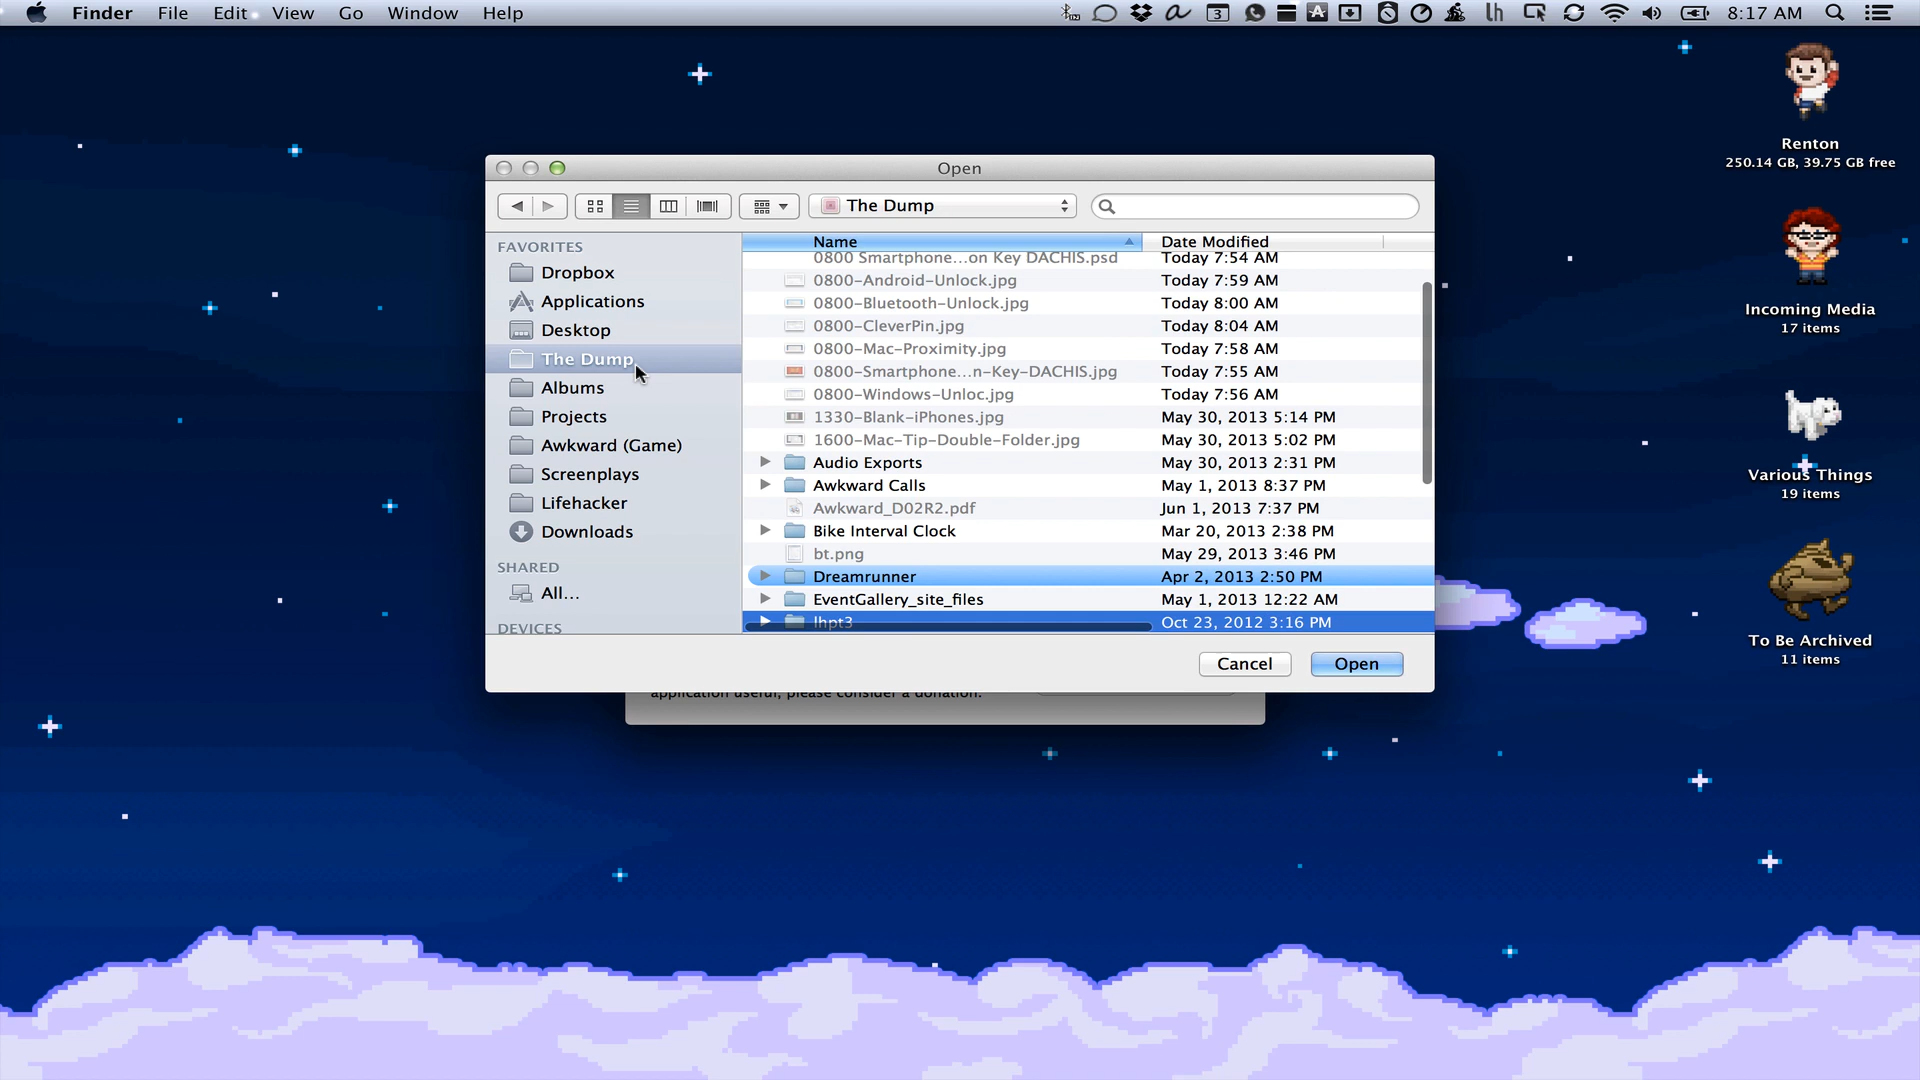 Finder File Edit View Go Window Help
3 A lh 8:17 AM
Open
The Dump
FAVORITES
Dropbox
Applications
Desktop
The Dump
Albums
Projects
Awkward (Game)
Screenplays
Lifehacker
Downloads
SHARED
All...
DEVICES
Name Date Modified
0800 Smartphone...on Key DACHIS.psd Today 7:54 AM
0800-Android-Unlock.jpg Today 7:59 AM
0800-Bluetooth-Unlock.jpg Today 8:00 AM
0800-CleverPin.jpg Today 8:04 AM
0800-Mac-Proximity.jpg Today 7:58 AM
0800-Smartphone...n-Key-DACHIS.jpg Today 7:55 AM
0800-Windows-Unloc.jpg Today 7:56 AM
1330-Blank-iPhones.jpg May 30, 2013 5:14 PM
1600-Mac-Tip-Double-Folder.jpg May 30, 2013 5:02 PM
Audio Exports May 30, 2013 2:31 PM
Awkward Calls May 1, 2013 8:37 PM
Awkward_D02R2.pdf Jun 1, 2013 7:37 PM
Bike Interval Clock Mar 20, 2013 2:38 PM
bt.png May 29, 2013 3:46 PM
Dreamrunner Apr 2, 2013 2:50 PM
EventGallery_site_files May 1, 2013 12:22 AM
lhpt3 Oct 23, 2012 3:16 PM
Cancel Open
application useful, please consider a donation.
Renton
250.14 GB, 39.75 GB free
Incoming Media
17 items
Various Things
19 items
To Be Archived
11 items